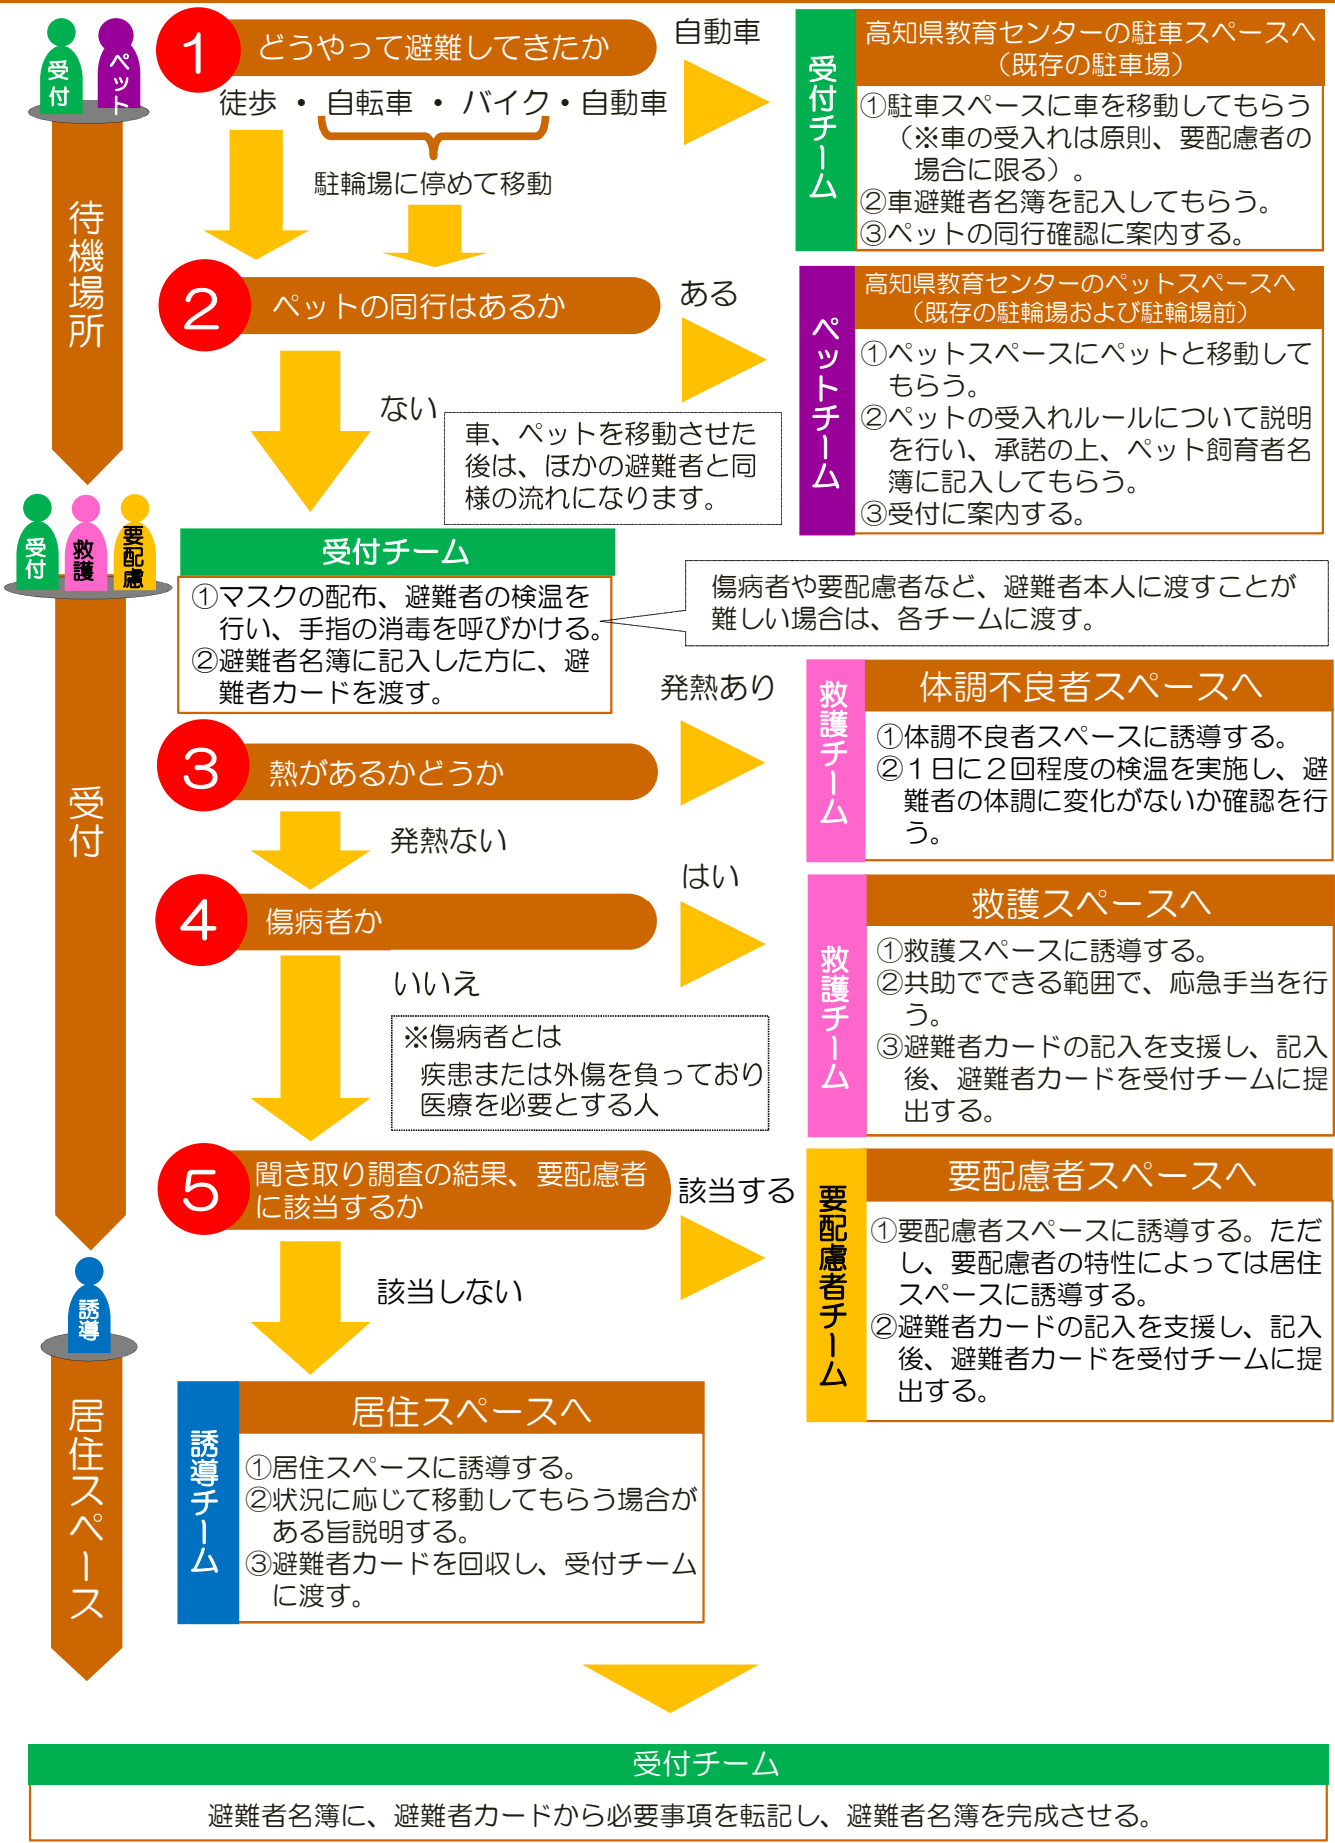 受付
ペット
1
どうやって避難してきたか
自動車
徒歩 ・ 自転車 ・ バイク・自動車
駐輪場に停めて移動
受付チーム
高知県教育センターの駐車スペースへ
（既存の駐車場）
①駐車スペースに車を移動してもらう
（※車の受入れは原則、要配慮者の
場合に限る）。
②車避難者名簿を記入してもらう。
③ペットの同行確認に案内する。
待機場所
2
ペットの同行はあるか
ある
ない
車、ペットを移動させた
後は、ほかの避難者と同
様の流れになります。
ペットチーム
高知県教育センターのペットスペースへ
（既存の駐輪場および駐輪場前）
①ペットスペースにペットと移動して
もらう。
②ペットの受入れルールについて説明
を行い、承諾の上、ペット飼育者名
簿に記入してもらう。
③受付に案内する。
受付
救護
要配慮
受付チーム
①マスクの配布、避難者の検温を
行い、手指の消毒を呼びかける。
②避難者名簿に記入した方に、避
難者カードを渡す。
傷病者や要配慮者など、避難者本人に渡すことが
難しい場合は、各チームに渡す。
受付
3
熱があるかどうか
発熱あり
発熱ない
救護チーム
体調不良者スペースへ
①体調不良者スペースに誘導する。
②１日に２回程度の検温を実施し、避
難者の体調に変化がないか確認を行
う。
4
傷病者か
はい
いいえ
※傷病者とは
疾患または外傷を負っており
医療を必要とする人
救護チーム
救護スペースへ
①救護スペースに誘導する。
②共助でできる範囲で、応急手当を行
う。
③避難者カードの記入を支援し、記入
後、避難者カードを受付チームに提
出する。
5
聞き取り調査の結果、要配慮者
に該当するか
該当する
該当しない
要配慮者チーム
要配慮者スペースへ
①要配慮者スペースに誘導する。ただ
し、要配慮者の特性によっては居住
スペースに誘導する。
②避難者カードの記入を支援し、記入
後、避難者カードを受付チームに提
出する。
誘導
居住スペース
誘導チーム
居住スペースへ
①居住スペースに誘導する。
②状況に応じて移動してもらう場合が
ある旨説明する。
③避難者カードを回収し、受付チーム
に渡す。
受付チーム
避難者名簿に、避難者カードから必要事項を転記し、避難者名簿を完成させる。